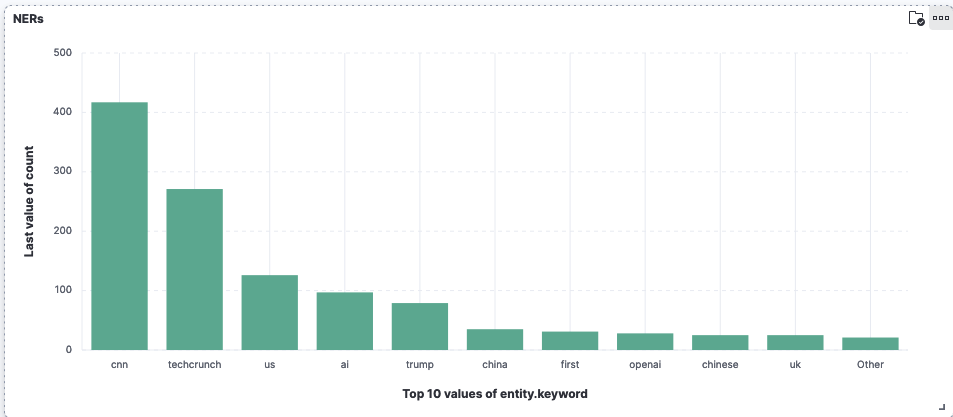 NERs
500
400
300
200
100
0
Last value of count
cnn techcrunch us ai trump china first openai chinese uk Other
Top 10 values of entity.keyword